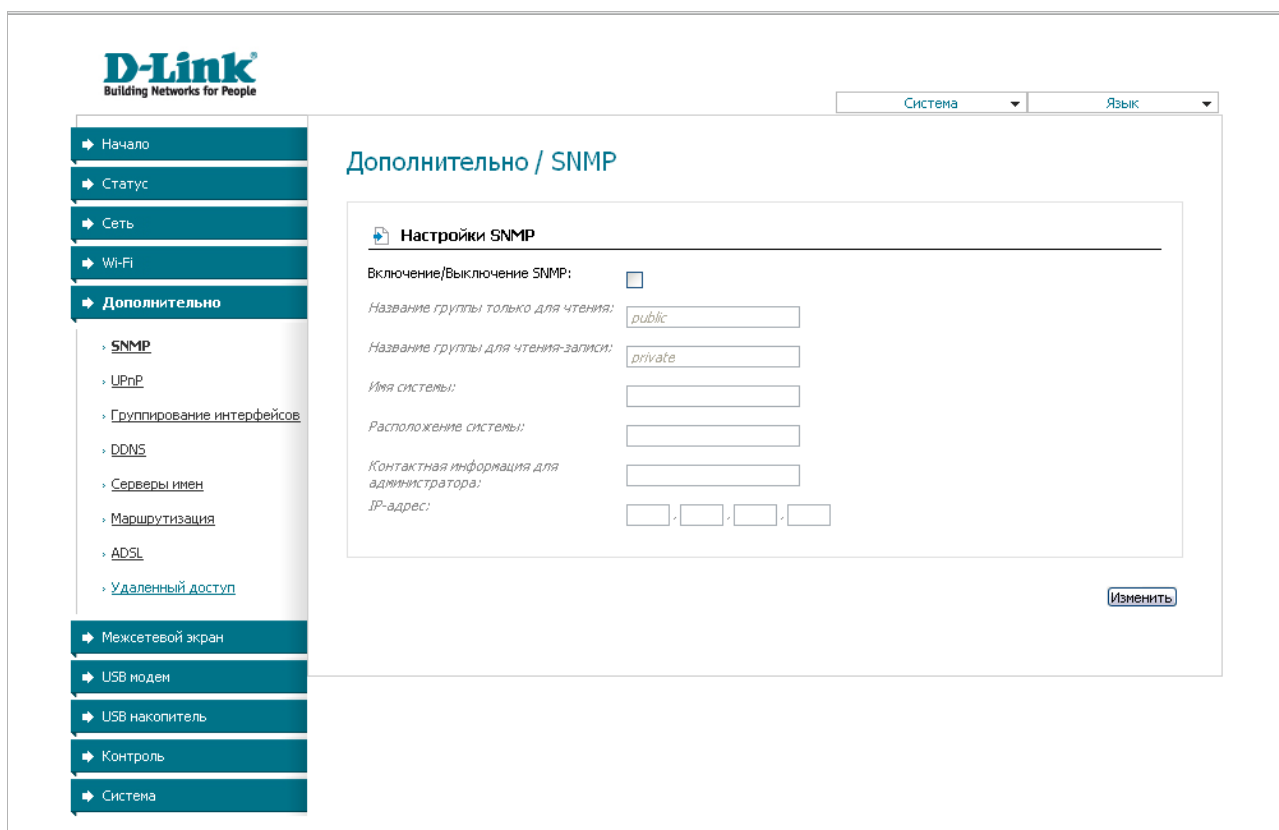 D-Link
Building Networks for People
Система
Язык
Начало
Статус
Сеть
Wi-Fi
Дополнительно
SNMP
UPnP
Группирование интерфейсов
DDNS
Серверы имен
Маршрутизация
ADSL
Удаленный доступ
Межсетевой экран
USB модем
USB накопитель
Контроль
Система
Дополнительно / SNMP
Настройки SNMP
Включение/Выключение SNMP:
Название группы только для чтения:
public
Название группы для чтения-записи:
private
Имя системы:
Расположение системы:
Контактная информация для
администратора:
IP-адрес:
. . .
Изменить